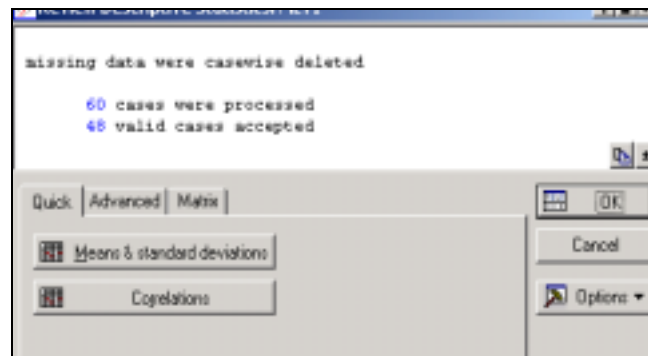 missing data were casewise deleted
60 cases were processed
48 valid cases accepted
Quick Advanced Matrix
OK
Means & standard deviations
Cancel
Correlations
Options